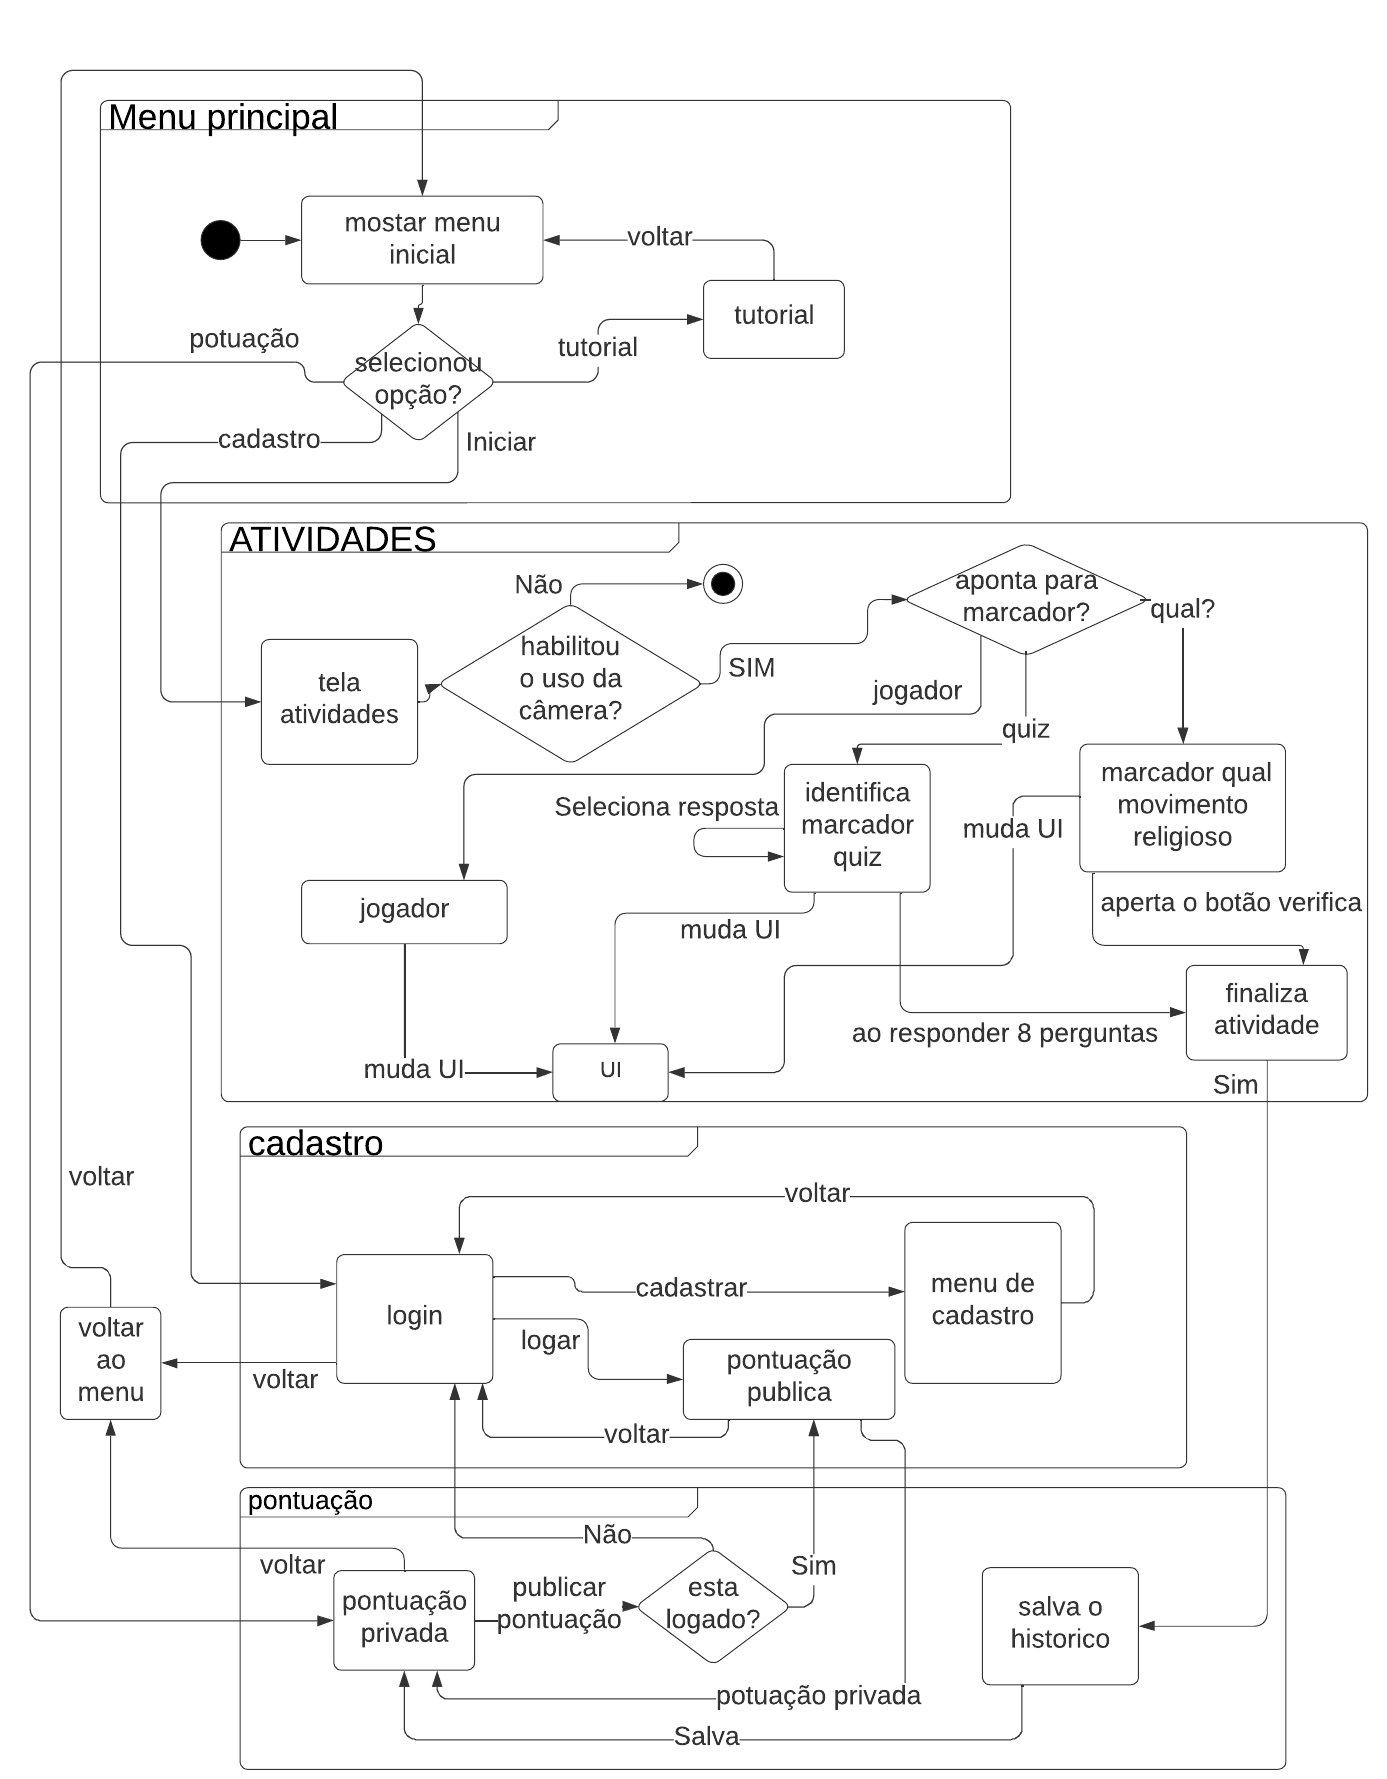 Menu principal
mostar menu
inicial
voltar
tutorial
potuação
selecionou
opção?
tutorial
cadastro
Iniciar
ATIVIDADES
Não
aponta para
marcador?
qual?
habilitou
o uso da
câmera?
SIM
tela
atividades
jogador
quiz
Seleciona resposta
identifica
marcador
quiz
marcador qual
movimento
religioso
muda UI
jogador
muda UI
aperta o botão verifica
finaliza
atividade
ao responder 8 perguntas
muda UI
UI
Sim
cadastro
voltar
voltar
login
cadastrar
menu de
cadastro
logar
voltar
ao
menu
voltar
pontuação
publica
voltar
pontuação
Não
voltar
Sim
pontuação
privada
publicar
pontuação
esta
logado?
salva o
historico
potuação privada
Salva